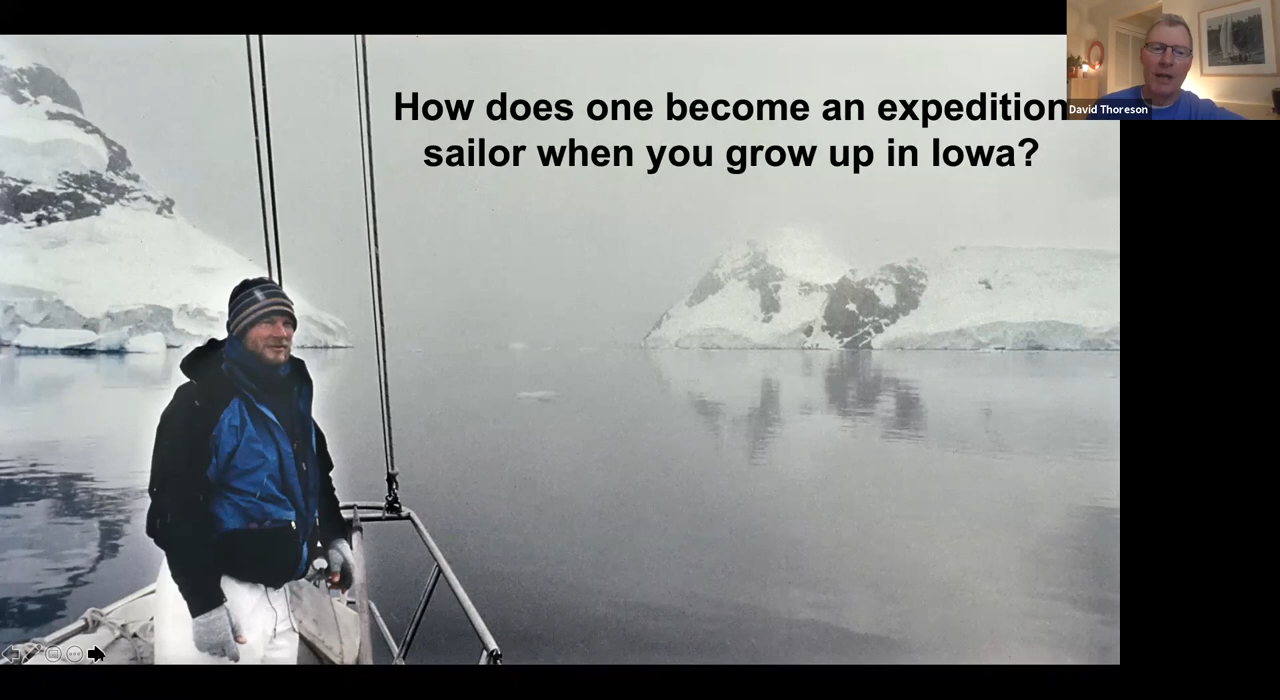 How does one become an expedition
sailor when you grow up in Iowa?
David Thoreson